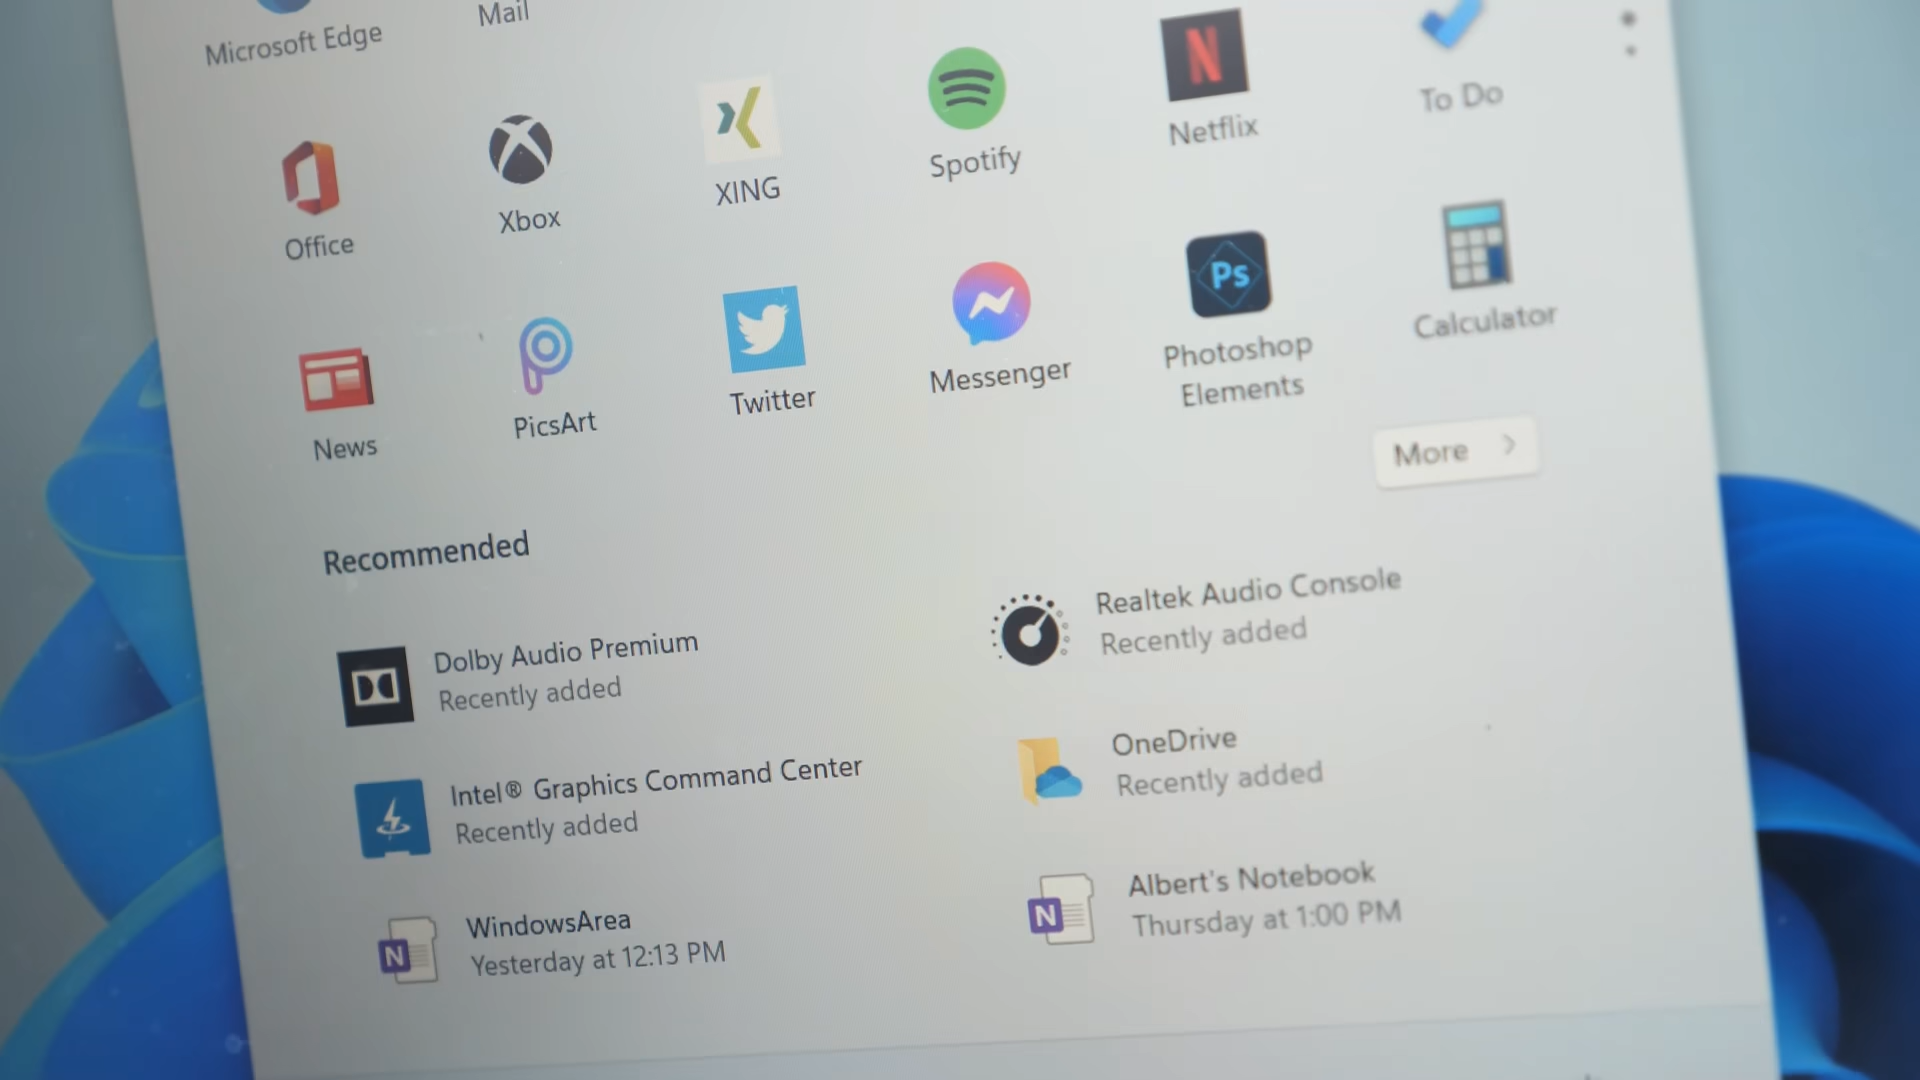 Microsoft Edge
Mail
Office
Xbox
XING
Spotify
Netflix
To Do
News
PicsArt
Twitter
Messenger
Ps
Photoshop
Elements
Calculator
More
Recommended
Dolby Audio Premium
Recently added
Realtek Audio Console
Recently added
Intel® Graphics Command Center
Recently added
OneDrive
Recently added
N
WindowsArea
Yesterday at 12:13 PM
N
Albert's Notebook
Thursday at 1:00 PM